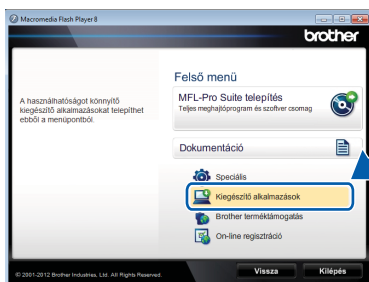 Macromedia Flash Player 8
brother
Felső menü
A használhatóságot könnyítő
kiegészítő alkalmazásokat telepíthet
ebből a menüpontból.
MFL-Pro Suite telepítés
Teljes meghajtóprogram és szoftver csomag
Dokumentáció
Speciális
Kiegészítő alkalmazások
Brother terméktámogatás
On-line regisztráció
© 2001-2012 Brother Industries, Ltd. All Rights Reserved.
Vissza
Kilépés